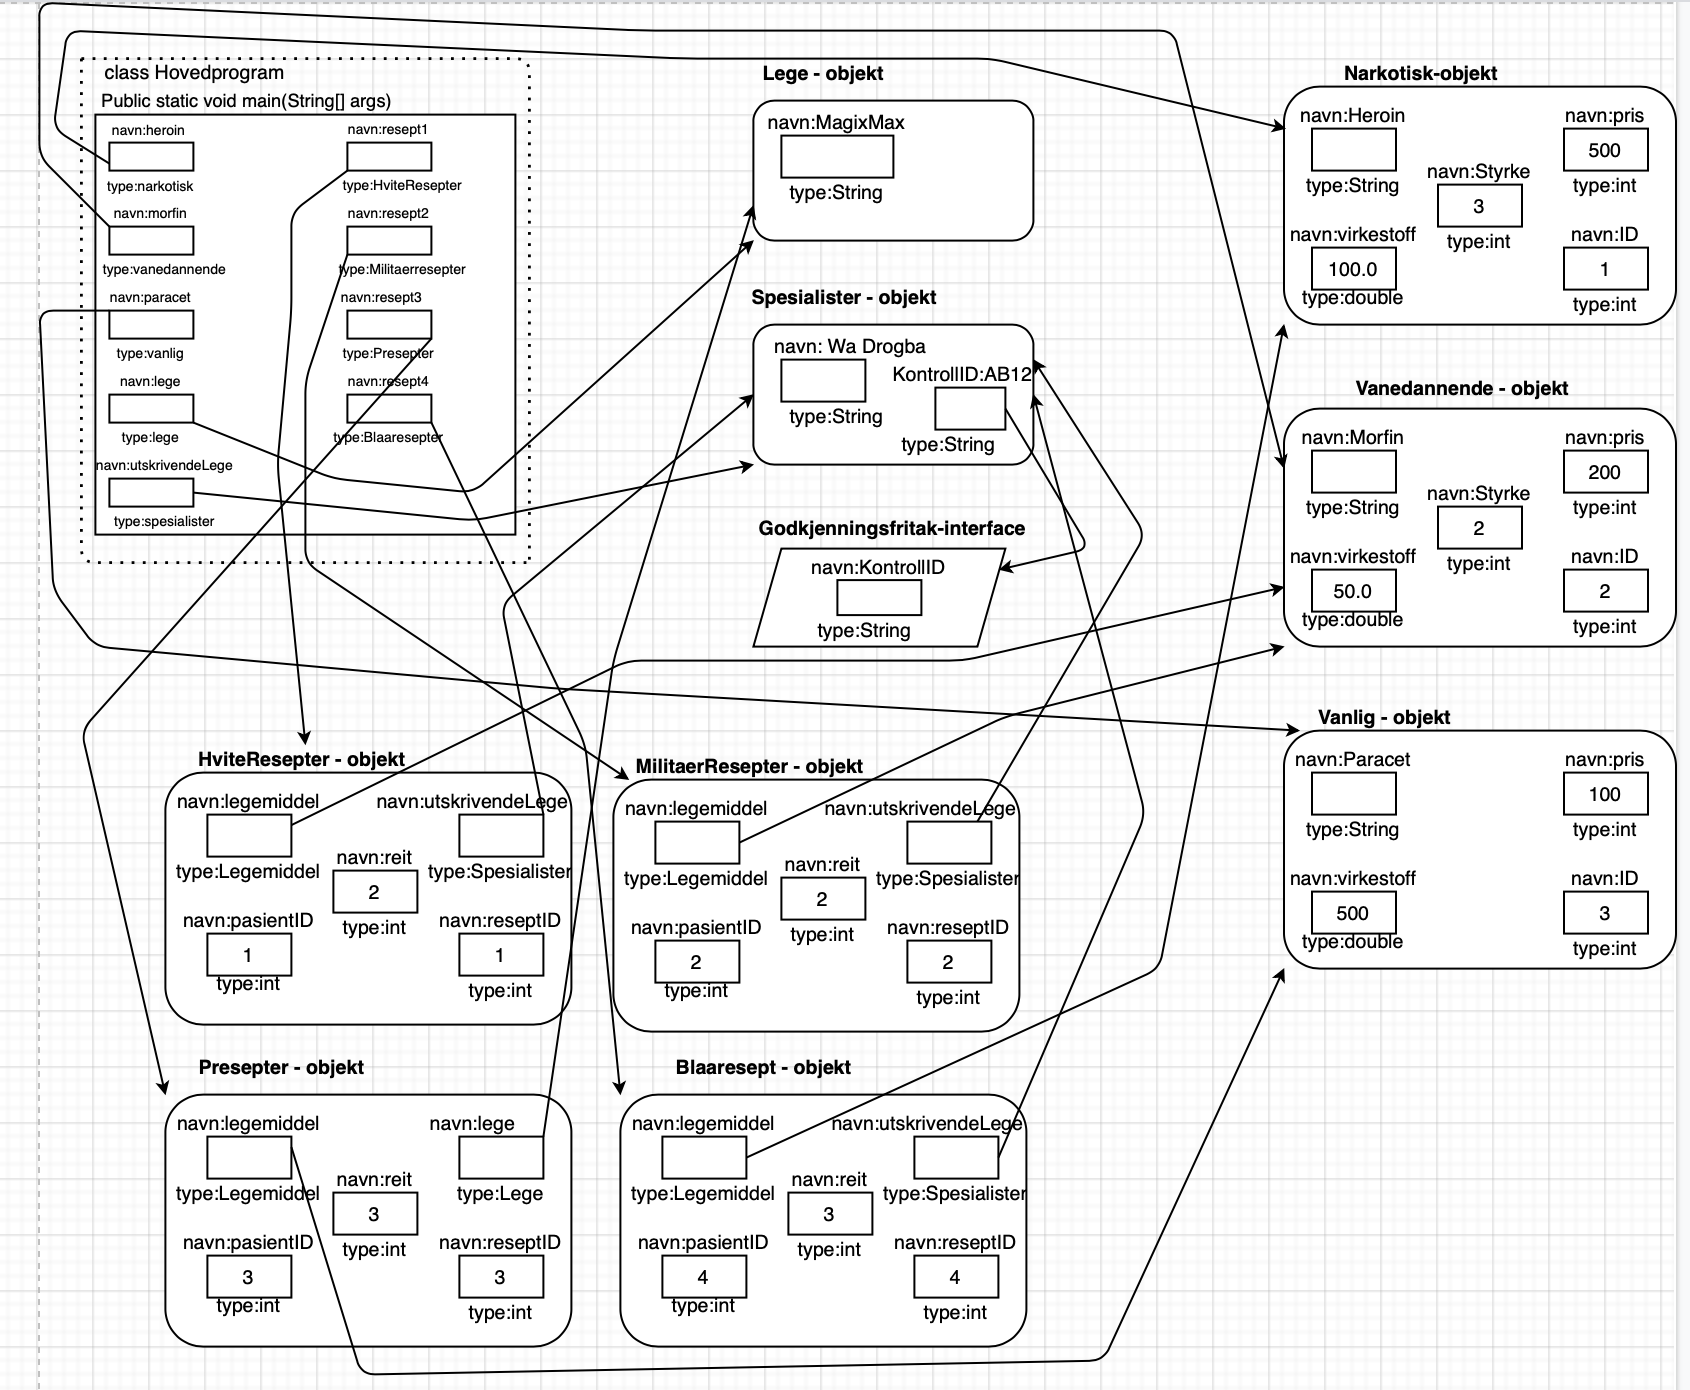 class Hovedprogram
Public static void main(String[] args)
navn:heroin
type:narkotisk
navn:morfin
type:vanedannende
navn:paracet
type:vanlig
navn:lege
type:lege
navn:utskrivendeLege
type:spesialister
navn:resept1
type:HviteResepter
navn:resept2
type:Militaerresepter
navn:resept3
type:Presepter
navn:resept4
type:Blaaresepter
Lege - objekt
navn:MagixMax
type:String
Spesialister - objekt
navn: Wa Drogba
type:String
KontrollID:AB12
type:String
Godkjenningsfritak-interface
navn:KontrollID
type:String
Narkotisk-objekt
navn:Heroin
type:String
navn:pris
500
type:int
navn:Styrke
3
type:int
navn:virkestoff
100.0
type:double
navn:ID
1
type:int
Vanedannende - objekt
navn:Morfin
type:String
navn:pris
200
type:int
navn:Styrke
2
type:int
navn:virkestoff
50.0
type:double
navn:ID
2
type:int
Vanlig - objekt
navn:Paracet
type:String
navn:pris
100
type:int
navn:virkestoff
500
type:double
navn:ID
3
type:int
HviteResepter - objekt
navn:legemiddel
type:Legemiddel
navn:utskrivendeLege
type:Spesialister
navn:reit
2
type:int
navn:pasientID
1
type:int
navn:reseptID
1
type:int
MilitaerResepter - objekt
navn:legemiddel
type:Legemiddel
navn:utskrivendeLege
type:Spesialister
navn:reit
2
type:int
navn:pasientID
2
type:int
navn:reseptID
2
type:int
Presepter - objekt
navn:legemiddel
type:Legemiddel
navn:lege
type:Lege
navn:reit
3
type:int
navn:pasientID
3
type:int
navn:reseptID
3
type:int
Blaaresept - objekt
navn:legemiddel
type:Legemiddel
navn:utskrivendeLege
type:Spesialister
navn:reit
3
type:int
navn:pasientID
4
type:int
navn:reseptID
4
type:int